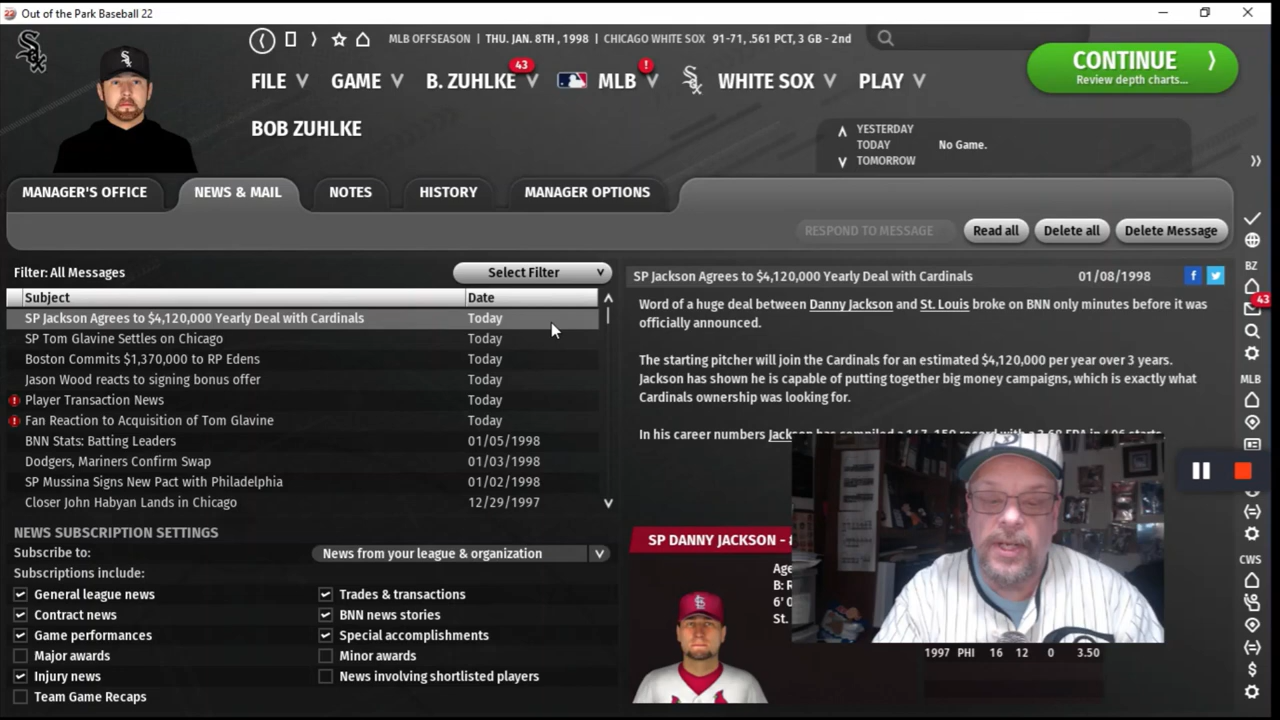 Out of the Park Baseball 22
MLB OFFSEASON | THU. JAN. 8TH, 1998 | CHICAGO WHITE SOX 91-71, .561 PCT, 3 GB - 2nd
CONTINUE
Review depth charts...
FILE GAME B. ZUHLKE 43 MLB ! WHITE SOX PLAY
BOB ZUHLKE
YESTERDAY
TODAY No Game.
TOMORROW
MANAGER'S OFFICE NEWS & MAIL NOTES HISTORY MANAGER OPTIONS
RESPOND TO MESSAGE Read all Delete all Delete Message
Filter: All Messages Select Filter
Subject Date
SP Jackson Agrees to $4,120,000 Yearly Deal with Cardinals Today
SP Tom Glavine Settles on Chicago Today
Boston Commits $1,370,000 to RP Edens Today
Jason Wood reacts to signing bonus offer Today
Player Transaction News Today
Fan Reaction to Acquisition of Tom Glavine Today
BNN Stats: Batting Leaders 01/05/1998
Dodgers, Mariners Confirm Swap 01/03/1998
SP Mussina Signs New Pact with Philadelphia 01/02/1998
Closer John Habyan Lands in Chicago 12/29/1997
NEWS SUBSCRIPTION SETTINGS
Subscribe to: News from your league & organization
Subscriptions include:
General league news Trades & transactions
Contract news BNN news stories
Game performances Special accomplishments
Major awards Minor awards
Injury news News involving shortlisted players
Team Game Recaps
SP Jackson Agrees to $4,120,000 Yearly Deal with Cardinals 01/08/1998
Word of a huge deal between Danny Jackson and St. Louis broke on BNN only minutes before it was
officially announced.
The starting pitcher will join the Cardinals for an estimated $4,120,000 per year over 3 years.
Jackson has shown he is capable of putting together big money campaigns, which is exactly what
Cardinals ownership was looking for.
In his career numbers
SP DANNY JACKSON -
Age
B: R
6' 0
St.
1997 PHI 16 12 0 3.50
BZ
43
MLB
CWS